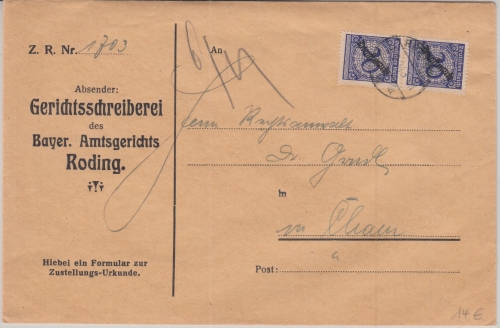 Z. R. Nr. 1703
An
Absender:
Gerichtsschreiberei
des
Bayer. Amtsgerichts
Roding.
Herrn Rechtsanwalt
Dr.
in
in Cham
Hiebei ein Formular zur
Zustellungs-Urkunde.
Post:
14 €